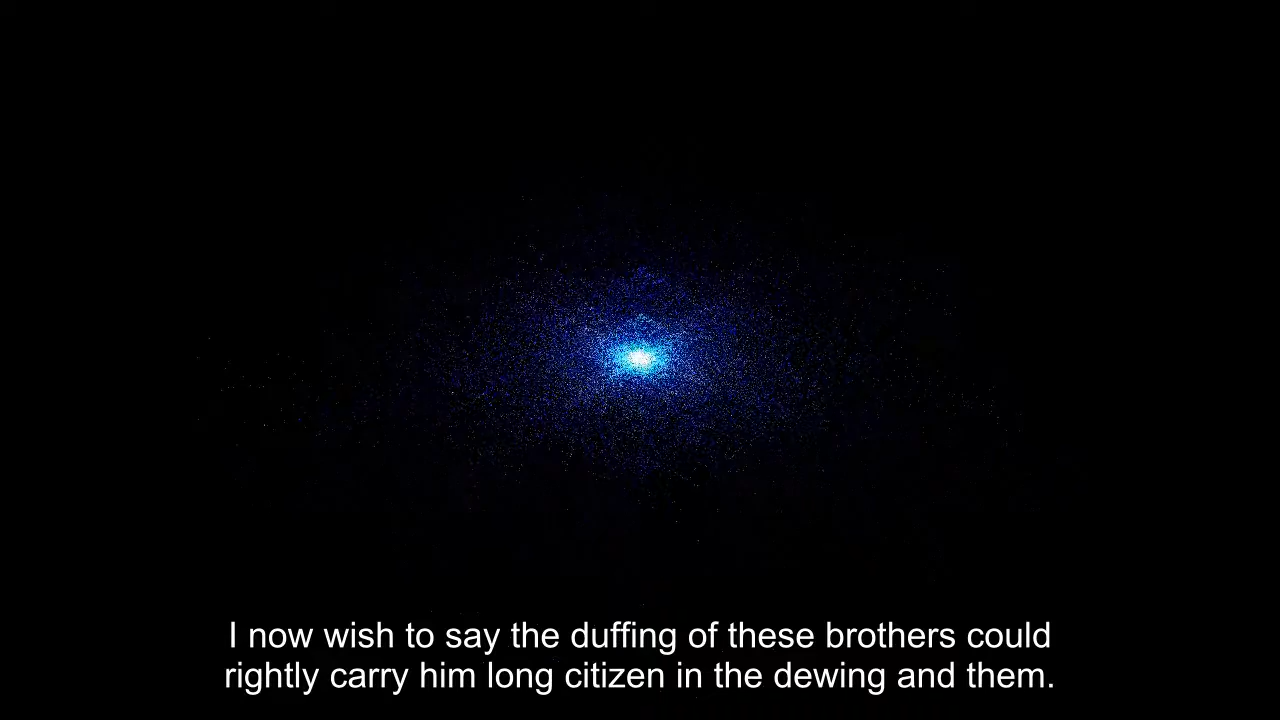 I now wish to say the duffing of these brothers could
rightly carry him long citizen in the dewing and them.